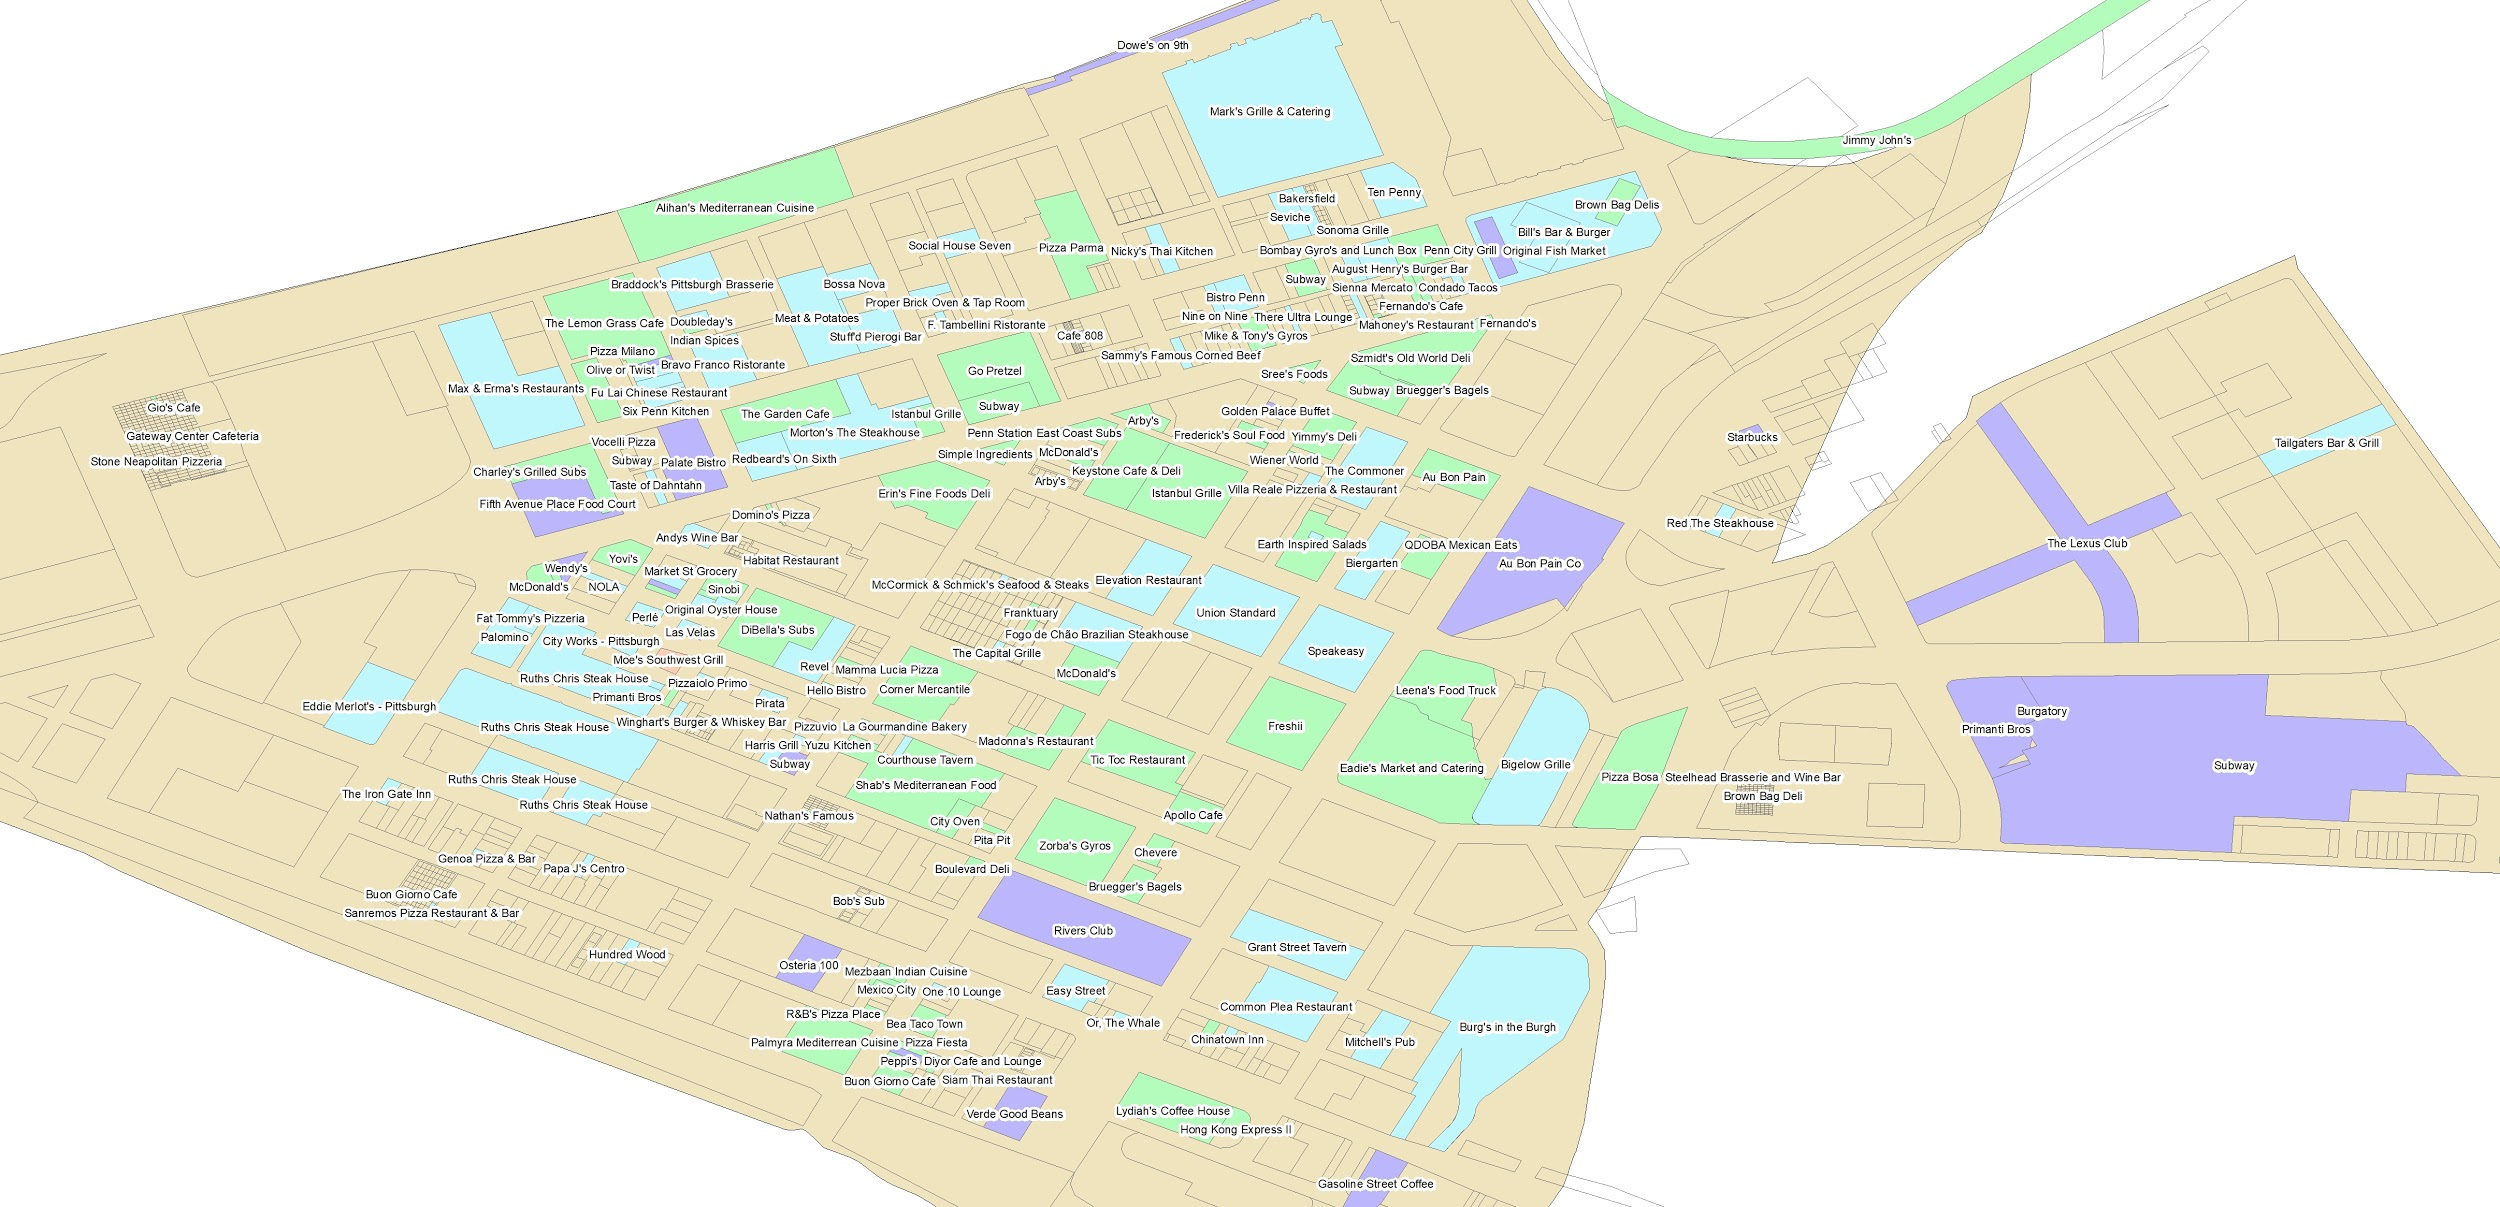 Dowe's on 9th
Mark's Grille & Catering
Jimmy John's
Alihan's Mediterranean Cuisine
Bakersfield
Ten Penny
Brown Bag Delis
Seviche
Sonoma Grille
Bill's Bar & Burger
Social House Seven
Pizza Parma
Nicky's Thai Kitchen
Bombay Gyro's and Lunch Box
Penn City Grill
Original Fish Market
August Henry's Burger Bar
Braddock's Pittsburgh Brasserie
Bossa Nova
Subway
Sienna Mercato
Condado Tacos
Bistro Penn
Proper Brick Oven & Tap Room
Fernando's Cafe
The Lemon Grass Cafe
Doubleday's
Meat & Potatoes
F. Tambellini Ristorante
Nine on Nine
There Ultra Lounge
Mahoney's Restaurant
Fernando's
Indian Spices
Stuff'd Pierogi Bar
Cafe 808
Mike & Tony's Gyros
Pizza Milano
Sammy's Famous Corned Beef
Szmidt's Old World Deli
Olive or Twist
Bravo Franco Ristorante
Go Pretzel
Sree's Foods
Max & Erma's Restaurants
Fu Lai Chinese Restaurant
Subway
Bruegger's Bagels
Gio's Cafe
Six Penn Kitchen
The Garden Cafe
Istanbul Grille
Subway
Golden Palace Buffet
Arby's
Gateway Center Cafeteria
Vocelli Pizza
Morton's The Steakhouse
Penn Station East Coast Subs
Frederick's Soul Food
Yimmy's Deli
Starbucks
Tailgaters Bar & Grill
Stone Neapolitan Pizzeria
Subway
Palate Bistro
Redbeard's On Sixth
Simple Ingredients
McDonald's
Wiener World
Charley's Grilled Subs
Keystone Cafe & Deli
The Commoner
Au Bon Pain
Taste of Dahntahn
Arby's
Erin's Fine Foods Deli
Istanbul Grille
Villa Reale Pizzeria & Restaurant
Fifth Avenue Place Food Court
Domino's Pizza
Red The Steakhouse
Andys Wine Bar
Earth Inspired Salads
QDOBA Mexican Eats
The Lexus Club
Yovi's
Habitat Restaurant
Biergarten
Au Bon Pain Co
Wendy's
Market St Grocery
McDonald's
NOLA
Sinobi
McCormick & Schmick's Seafood & Steaks
Elevation Restaurant
Original Oyster House
Franktuary
Union Standard
Fat Tommy's Pizzeria
Perlé
Palomino
City Works - Pittsburgh
Las Velas
DiBella's Subs
Fogo de Chão Brazilian Steakhouse
The Capital Grille
Speakeasy
Moe's Southwest Grill
Revel
Mamma Lucia Pizza
McDonald's
Ruths Chris Steak House
Pizzaiolo Primo
Hello Bistro
Corner Mercantile
Leena's Food Truck
Primanti Bros
Pirata
Eddie Merlot's - Pittsburgh
Burgatory
Ruths Chris Steak House
Winghart's Burger & Whiskey Bar
Pizzuvio
La Gourmandine Bakery
Freshii
Primanti Bros
Harris Grill
Yuzu Kitchen
Madonna's Restaurant
Subway
Courthouse Tavern
Tic Toc Restaurant
Eadie's Market and Catering
Bigelow Grille
Subway
Ruths Chris Steak House
Shab's Mediterranean Food
Pizza Bosa
Steelhead Brasserie and Wine Bar
The Iron Gate Inn
Brown Bag Deli
Ruths Chris Steak House
Nathan's Famous
City Oven
Apollo Cafe
Pita Pit
Zorba's Gyros
Chevere
Genoa Pizza & Bar
Papa J's Centro
Boulevard Deli
Bruegger's Bagels
Buon Giorno Cafe
Bob's Sub
Sanremos Pizza Restaurant & Bar
Rivers Club
Grant Street Tavern
Hundred Wood
Osteria 100
Mezbaan Indian Cuisine
Mexico City
One 10 Lounge
Easy Street
Common Plea Restaurant
R&B's Pizza Place
Bea Taco Town
Or, The Whale
Burg's in the Burgh
Palmyra Mediterrean Cuisine
Pizza Fiesta
Chinatown Inn
Mitchell's Pub
Peppi's
Diyor Cafe and Lounge
Buon Giorno Cafe
Siam Thai Restaurant
Verde Good Beans
Lydiah's Coffee House
Hong Kong Express II
Gasoline Street Coffee